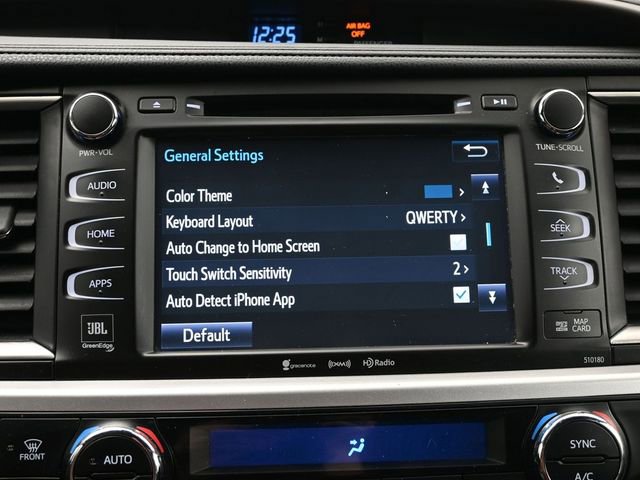 12:25
AIR BAG
OFF
PASSENGER
PWR•VOL
TUNE•SCROLL
General Settings
Color Theme
Keyboard Layout QWERTY
Auto Change to Home Screen
Touch Switch Sensitivity 2
Auto Detect iPhone App
Default
AUDIO
HOME
APPS
SEEK
TRACK
JBL
GreenEdge
MAP
CARD
510180
gracenote
((XM))
HD Radio
FRONT
AUTO
SYNC
A/C